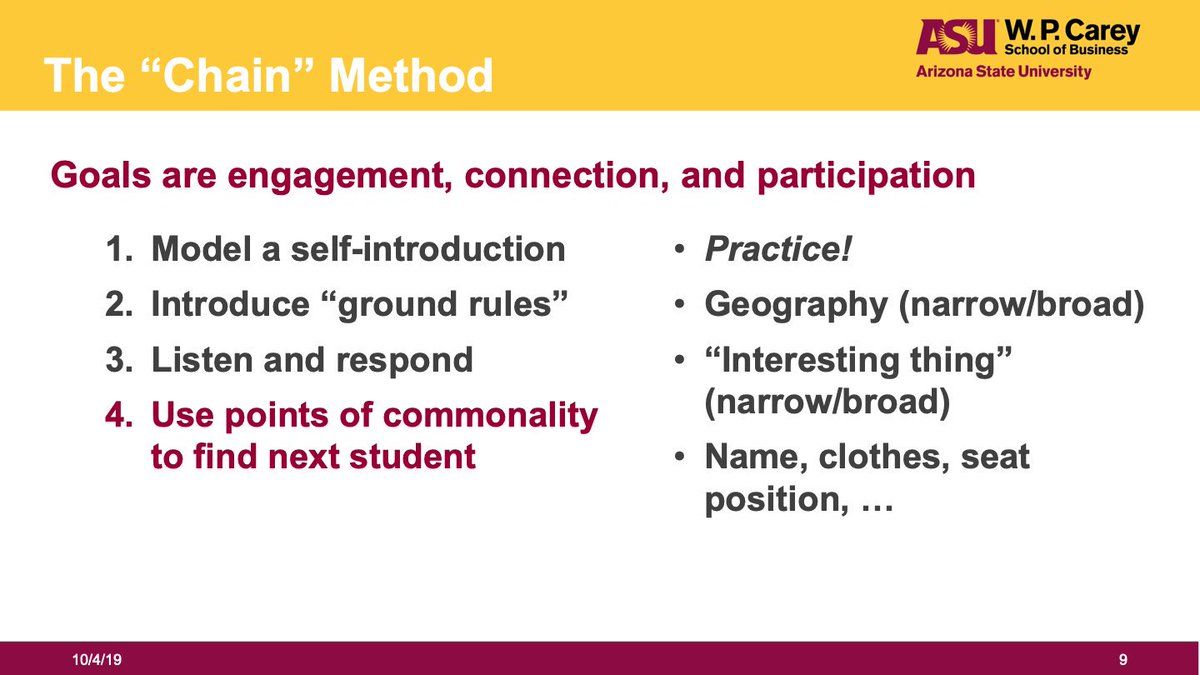 The “Chain” Method
ASU W. P. Carey
School of Business
Arizona State University
Goals are engagement, connection, and participation
1. Model a self-introduction
2. Introduce “ground rules”
3. Listen and respond
4. Use points of commonality
to find next student
• Practice!
• Geography (narrow/broad)
• “Interesting thing”
(narrow/broad)
• Name, clothes, seat
position, …
10/4/19
9